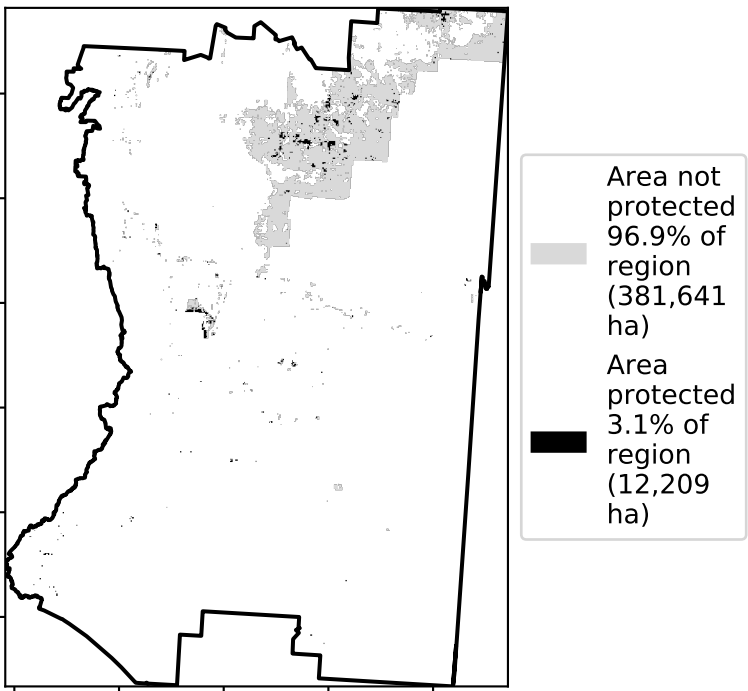 Area not
protected
96.9% of
region
(381,641
ha)
Area
protected
3.1% of
region
(12,209
ha)